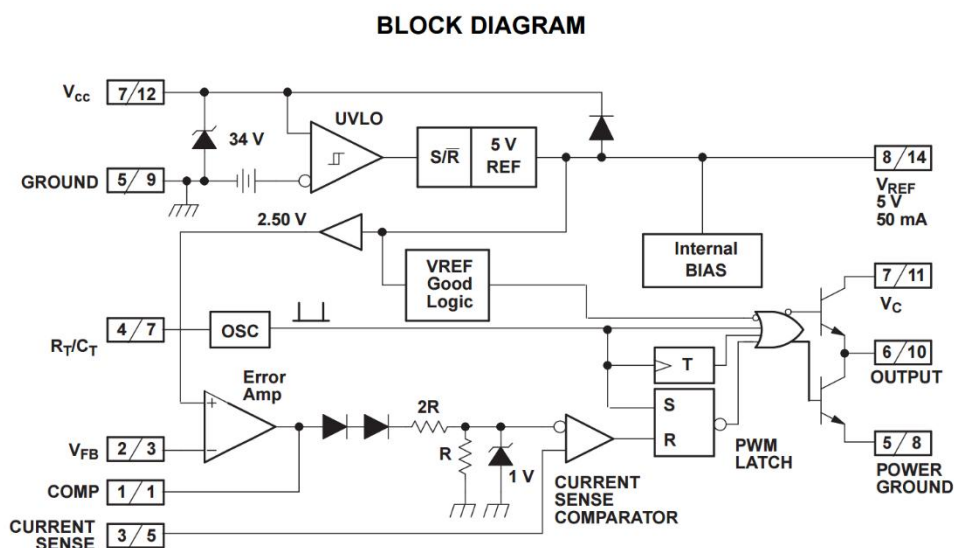 BLOCK DIAGRAM
Vcc
7/12
UVLO
34 V
S/R̅
5 V
REF
GROUND
5/9
8/14
VREF
5 V
50 mA
2.50 V
Internal
BIAS
VREF
Good
Logic
7/11
VC
4/7
RT/CT
OSC
6/10
OUTPUT
T
Error
Amp
+
−
2R
S
R
PWM
LATCH
VFB
2/3
R
1 V
5/8
POWER
GROUND
COMP
1/1
CURRENT
SENSE
COMPARATOR
CURRENT
SENSE
3/5